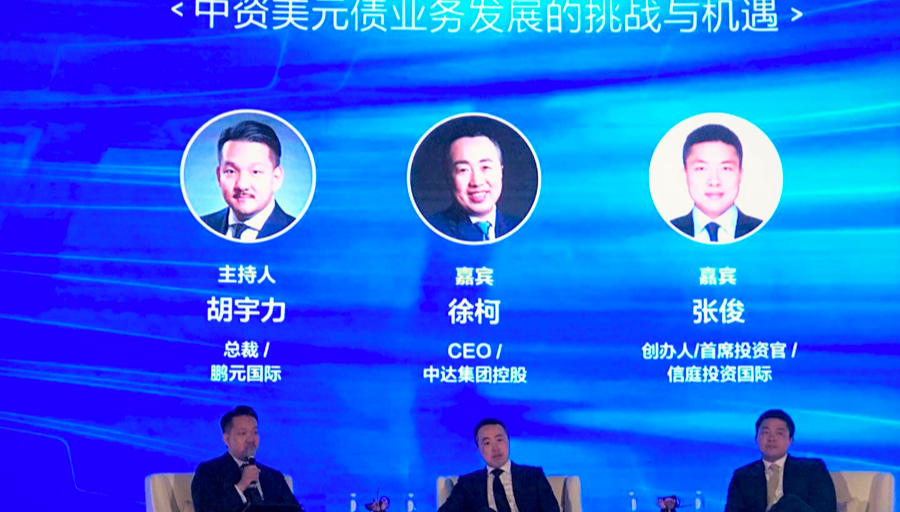 <中资美元债业务发展的挑战与机遇>
主持人
胡宇力
总裁 /
鹏元国际
嘉宾
徐柯
CEO /
中达集团控股
嘉宾
张俊
创办人/首席投资官 /
信庭投资国际